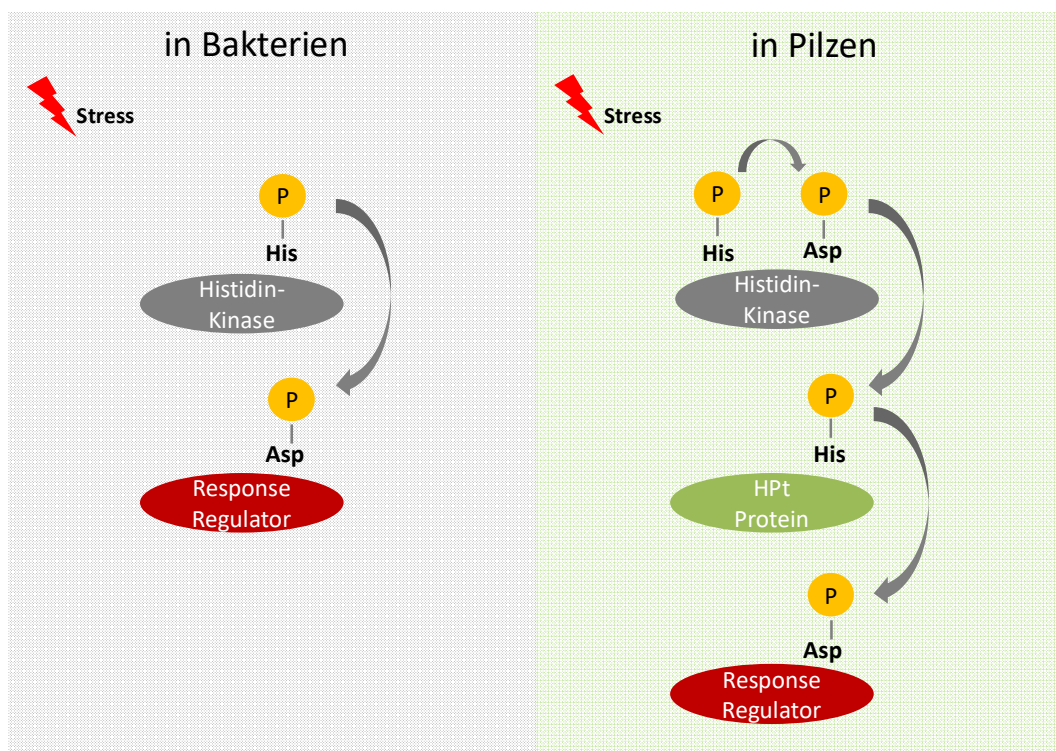 in Bakterien
Stress
P
His
Histidin-
Kinase
P
Asp
Response
Regulator
in Pilzen
Stress
P
P
His
Asp
Histidin-
Kinase
P
His
HPt
Protein
P
Asp
Response
Regulator